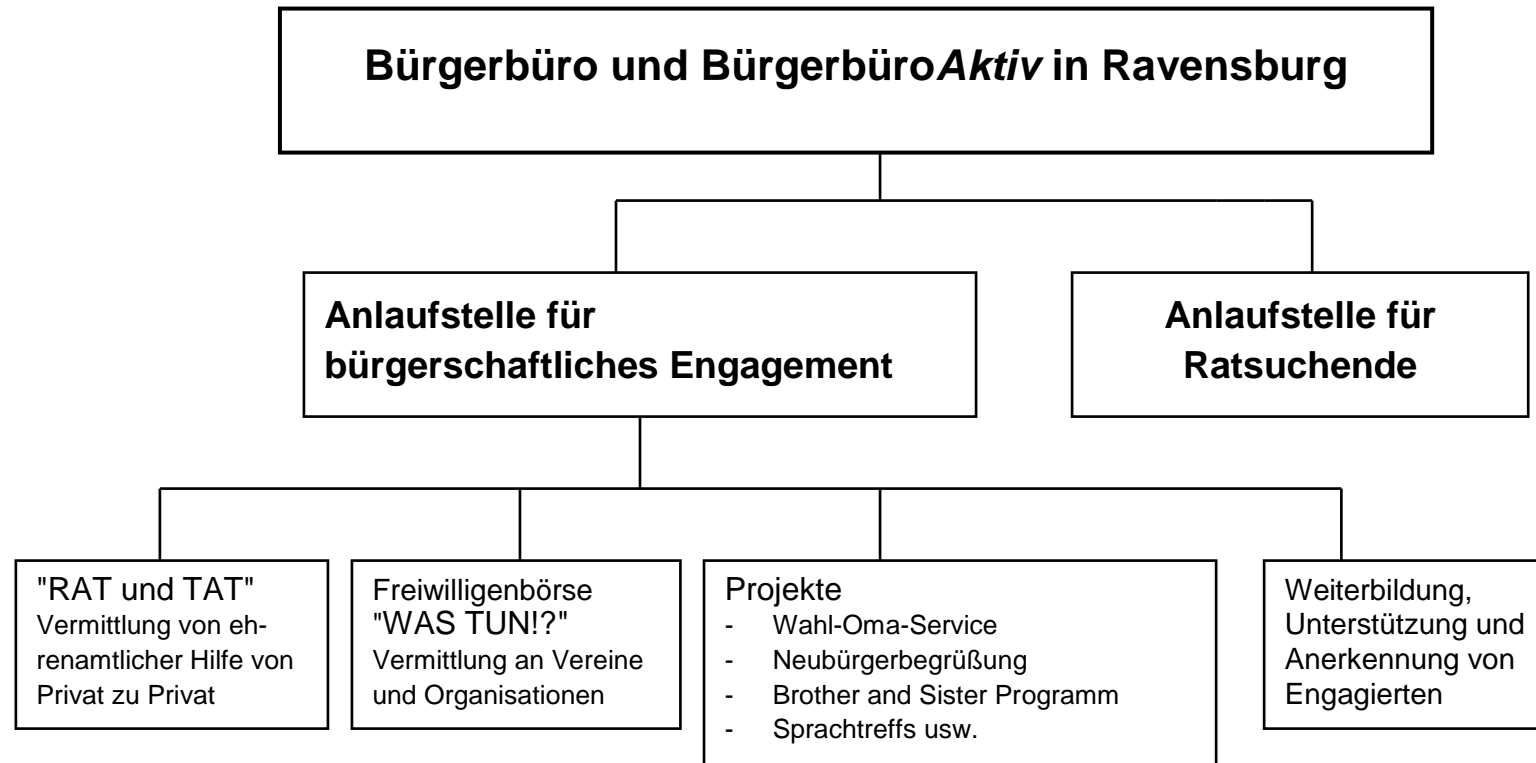 Bürgerbüro und BürgerbüroAktiv in Ravensburg
Anlaufstelle für
bürgerschaftliches Engagement
Anlaufstelle für
Ratsuchende
"RAT und TAT"
Vermittlung von eh-
renamtlicher Hilfe von
Privat zu Privat
Freiwilligenbörse
"WAS TUN!?"
Vermittlung an Vereine
und Organisationen
Projekte
- Wahl-Oma-Service
- Neubürgerbegrüßung
- Brother and Sister Programm
- Sprachtreffs usw.
Weiterbildung,
Unterstützung und
Anerkennung von
Engagierten